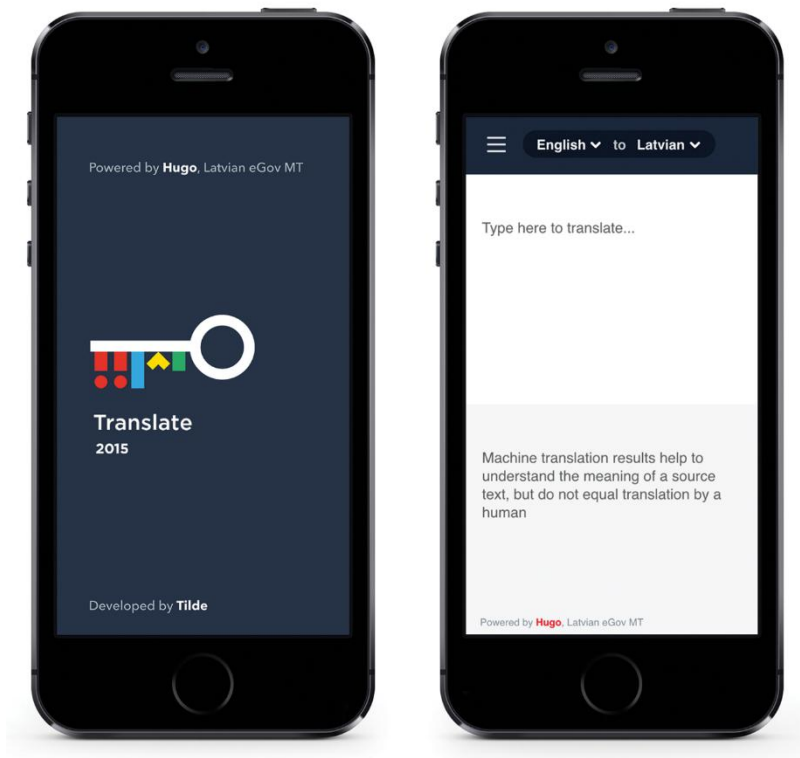 Powered by Hugo, Latvian eGov MT
Translate
2015
Developed by Tilde
English to Latvian
Type here to translate...
Machine translation results help to
understand the meaning of a source
text, but do not equal translation by a
human
Powered by Hugo, Latvian eGov MT